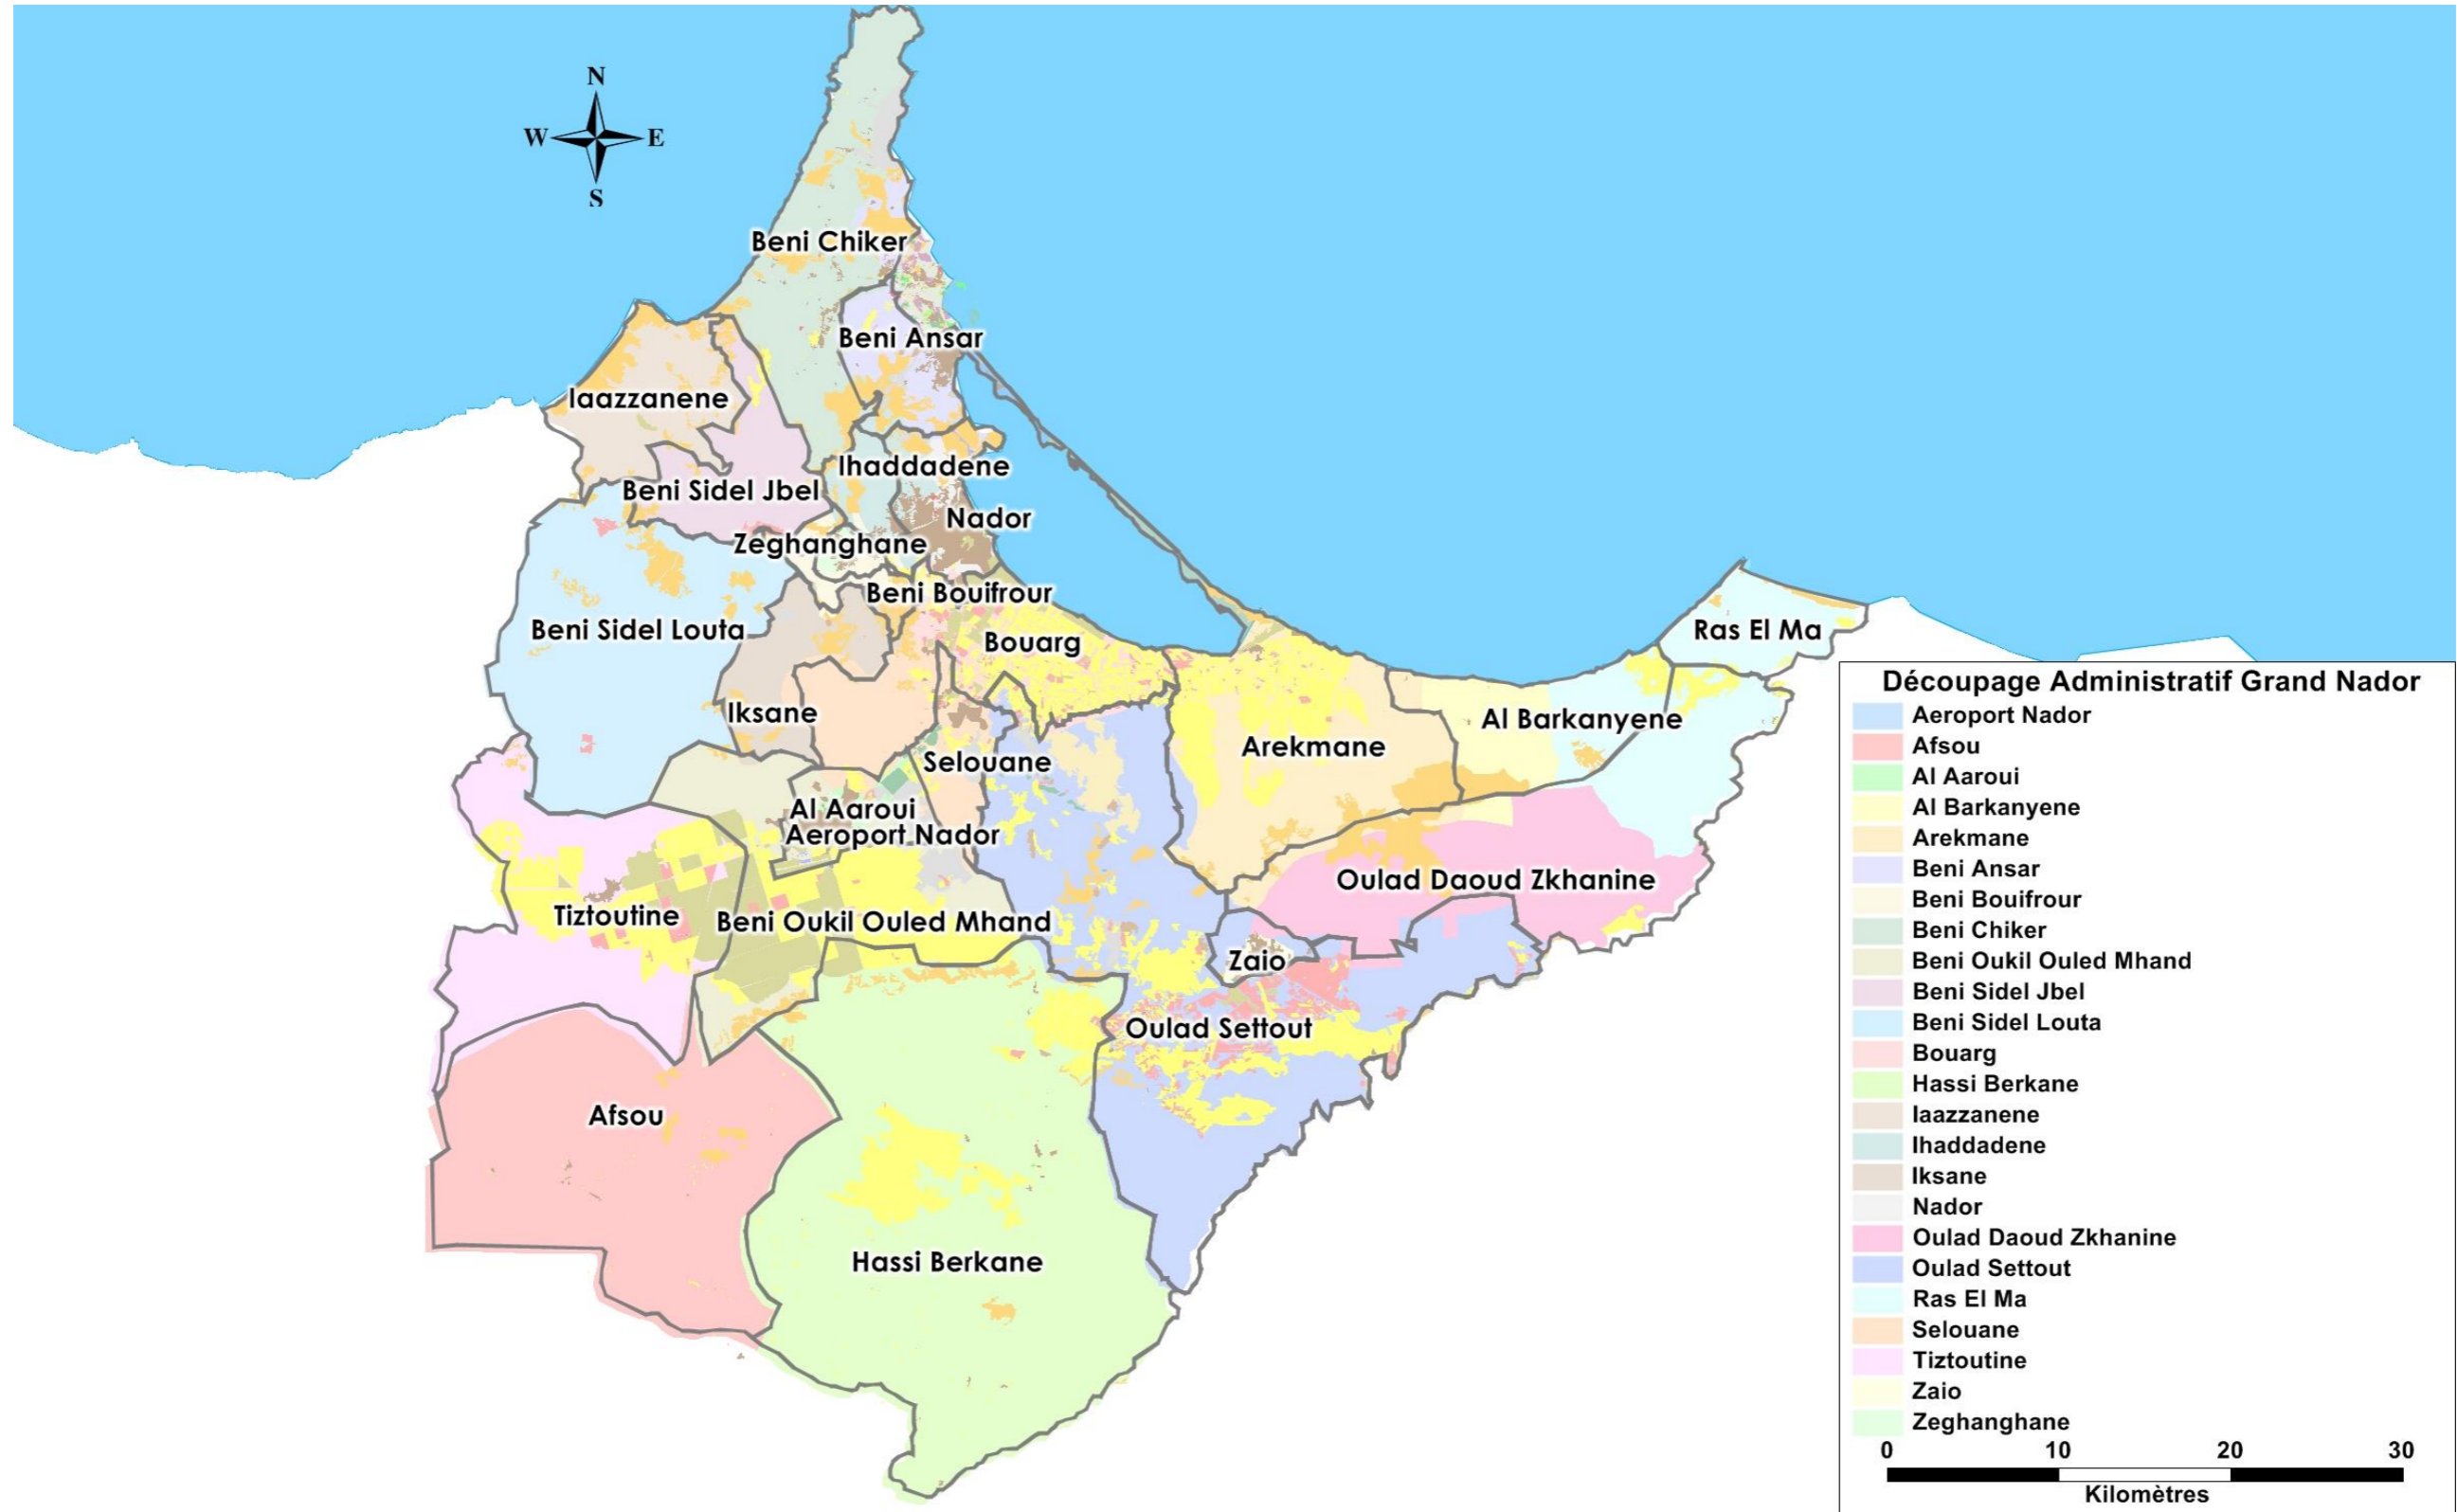 N
W E
S
Beni Chiker
Beni Ansar
Iaazzanene
Ihaddadene
Beni Sidel Jbel
Nador
Zeghanghane
Beni Bouifrour
Beni Sidel Louta
Bouarg
Ras El Ma
Iksane
Al Barkanyene
Arekmane
Selouane
Al Aaroui
Aeroport Nador
Oulad Daoud Zkhanine
Tiztoutine
Beni Oukil Ouled Mhand
Zaio
Oulad Settout
Afsou
Hassi Berkane
Découpage Administratif Grand Nador
Aeroport Nador
Afsou
Al Aaroui
Al Barkanyene
Arekmane
Beni Ansar
Beni Bouifrour
Beni Chiker
Beni Oukil Ouled Mhand
Beni Sidel Jbel
Beni Sidel Louta
Bouarg
Hassi Berkane
Iaazzanene
Ihaddadene
Iksane
Nador
Oulad Daoud Zkhanine
Oulad Settout
Ras El Ma
Selouane
Tiztoutine
Zaio
Zeghanghane
0 10 20 30
Kilomètres